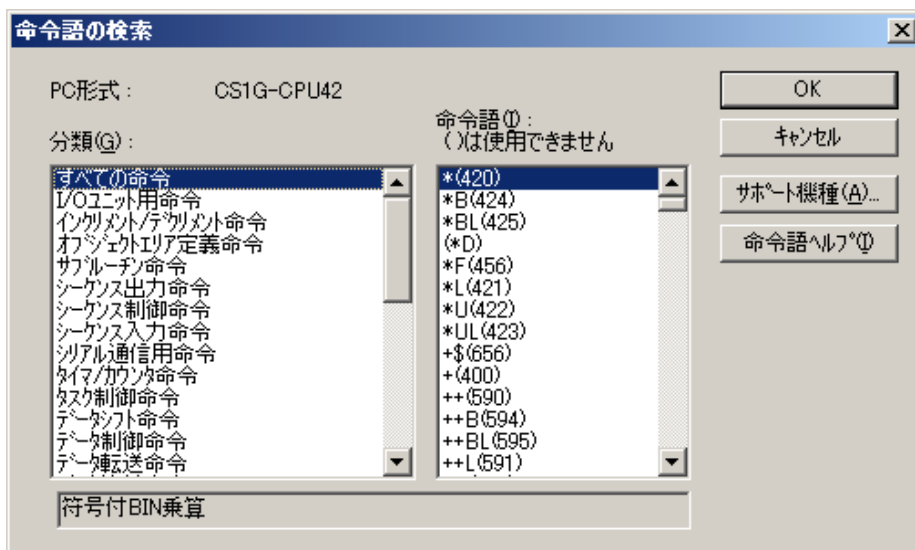 命令語の検索
PC形式： CS1G-CPU42
分類(G)：
すべての命令
I/Oユニット用命令
インクリメント/デクリメント命令
オブジェクトエリア定義命令
サブルーチン命令
シーケンス出力命令
シーケンス制御命令
シーケンス入力命令
シリアル通信用命令
タイマ/カウンタ命令
タスク制御命令
データシフト命令
データ制御命令
データ転送命令
命令語(I)：
()は使用できません
*(420)
*B(424)
*BL(425)
(*D)
*F(456)
*L(421)
*U(422)
*UL(423)
+$(656)
+(400)
++(590)
++B(594)
++BL(595)
++L(591)
OK
キャンセル
サポート機種(A)...
命令語ヘルプ(I)
符号付BIN乗算